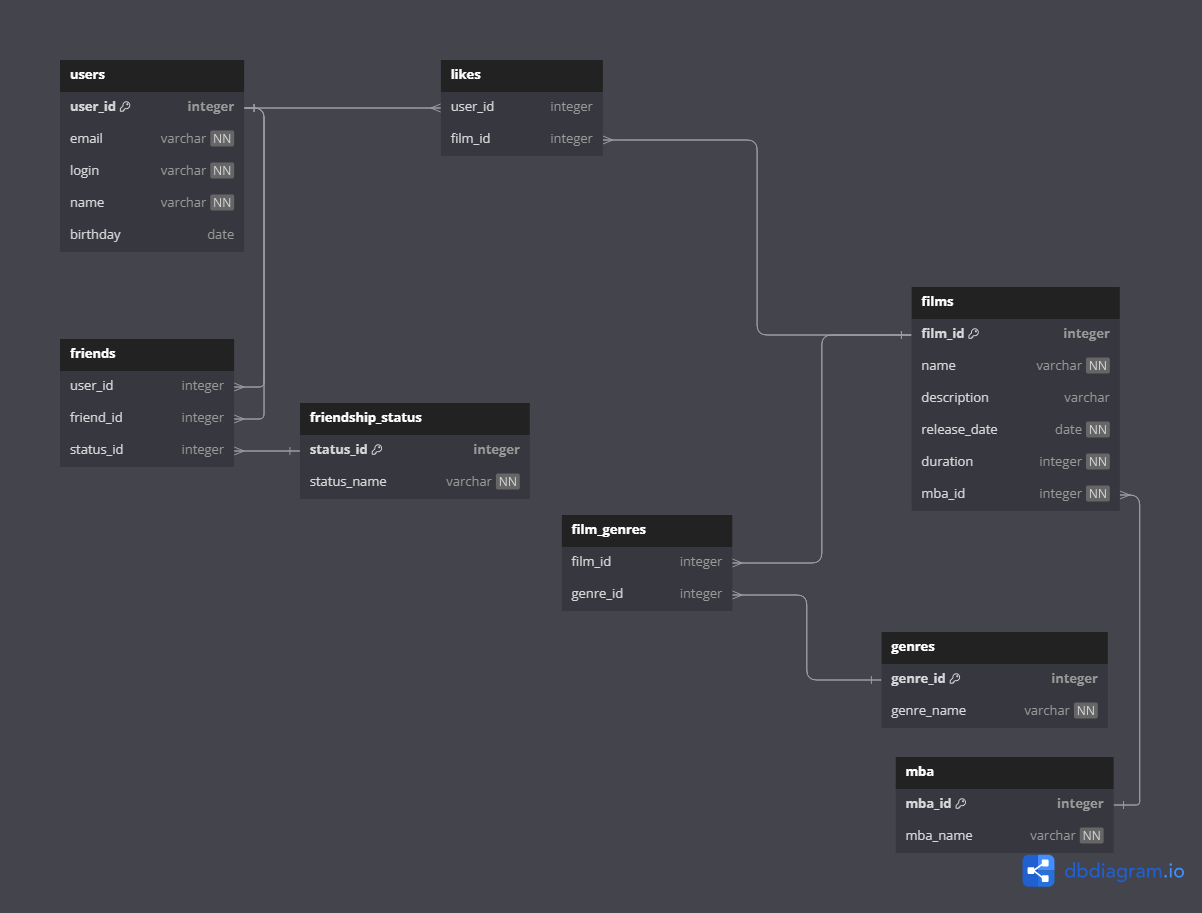 users
user_id integer
email varchar NN
login varchar NN
name varchar NN
birthday date
likes
user_id integer
film_id integer
films
film_id integer
name varchar NN
description varchar
release_date date NN
duration integer NN
mba_id integer NN
friends
user_id integer
friend_id integer
status_id integer
friendship_status
status_id integer
status_name varchar NN
film_genres
film_id integer
genre_id integer
genres
genre_id integer
genre_name varchar NN
mba
mba_id integer
mba_name varchar NN
dbdiagram.io